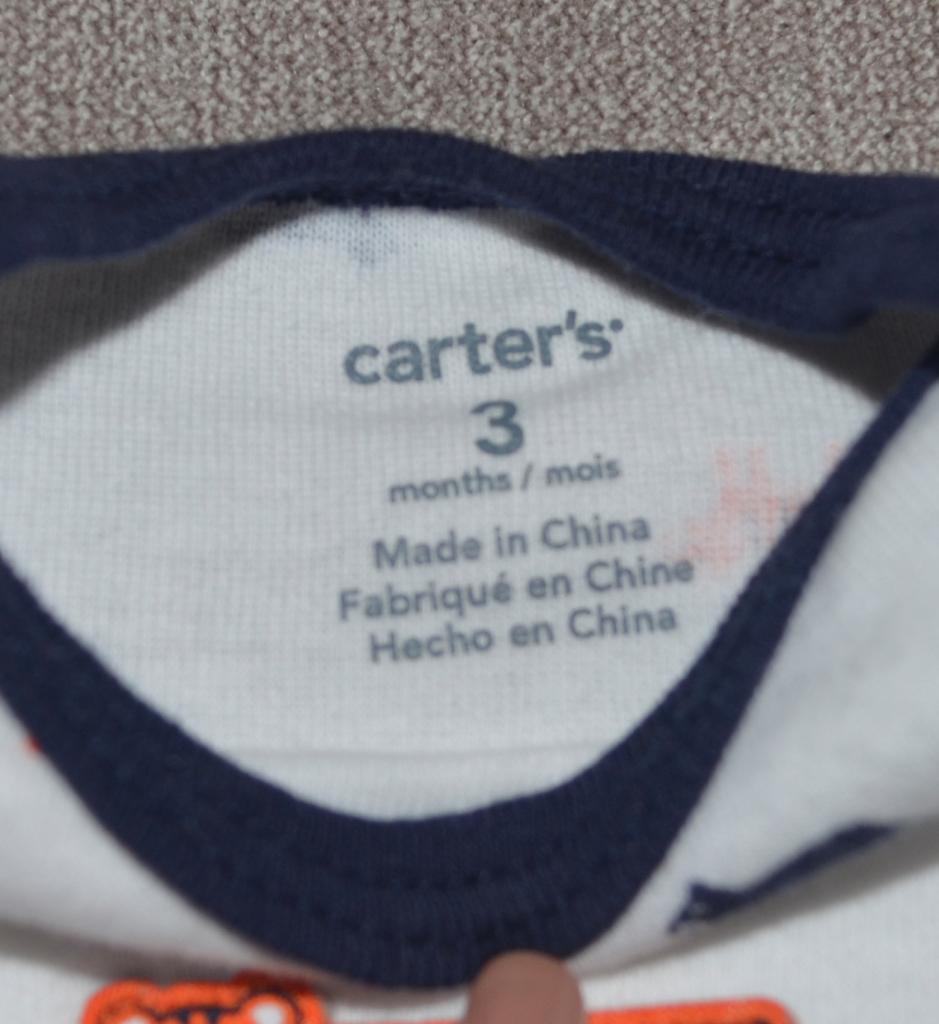 carter's
3
months / mois
Made in China
Fabriqué en Chine
Hecho en China